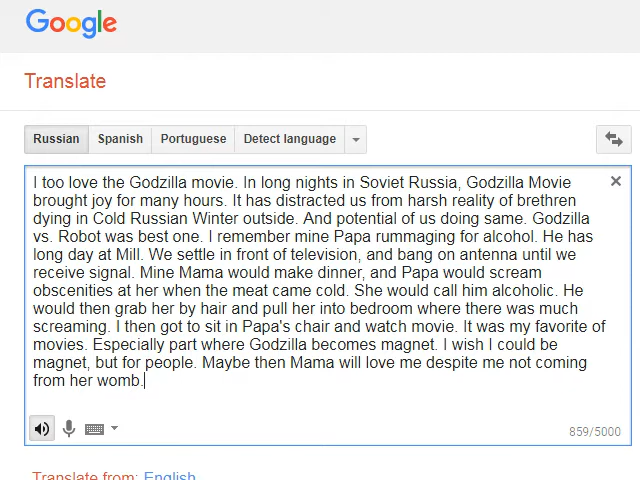 Google
Translate
Russian Spanish Portuguese Detect language
I too love the Godzilla movie. In long nights in Soviet Russia, Godzilla Movie
brought joy for many hours. It has distracted us from harsh reality of brethren
dying in Cold Russian Winter outside. And potential of us doing same. Godzilla
vs. Robot was best one. I remember mine Papa rummaging for alcohol. He has
long day at Mill. We settle in front of television, and bang on antenna until we
receive signal. Mine Mama would make dinner, and Papa would scream
obscenities at her when the meat came cold. She would call him alcoholic. He
would then grab her by hair and pull her into bedroom where there was much
screaming. I then got to sit in Papa's chair and watch movie. It was my favorite of
movies. Especially part where Godzilla becomes magnet. I wish I could be
magnet, but for people. Maybe then Mama will love me despite me not coming
from her womb.
859/5000
Translate from: English